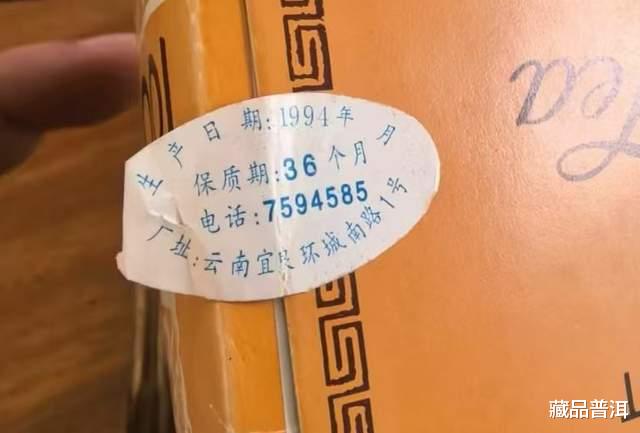 生产日期:1994年 月
保质期:36个月
电话:7594585
厂址:云南宜良环城南路1号
Tea
藏品普洱